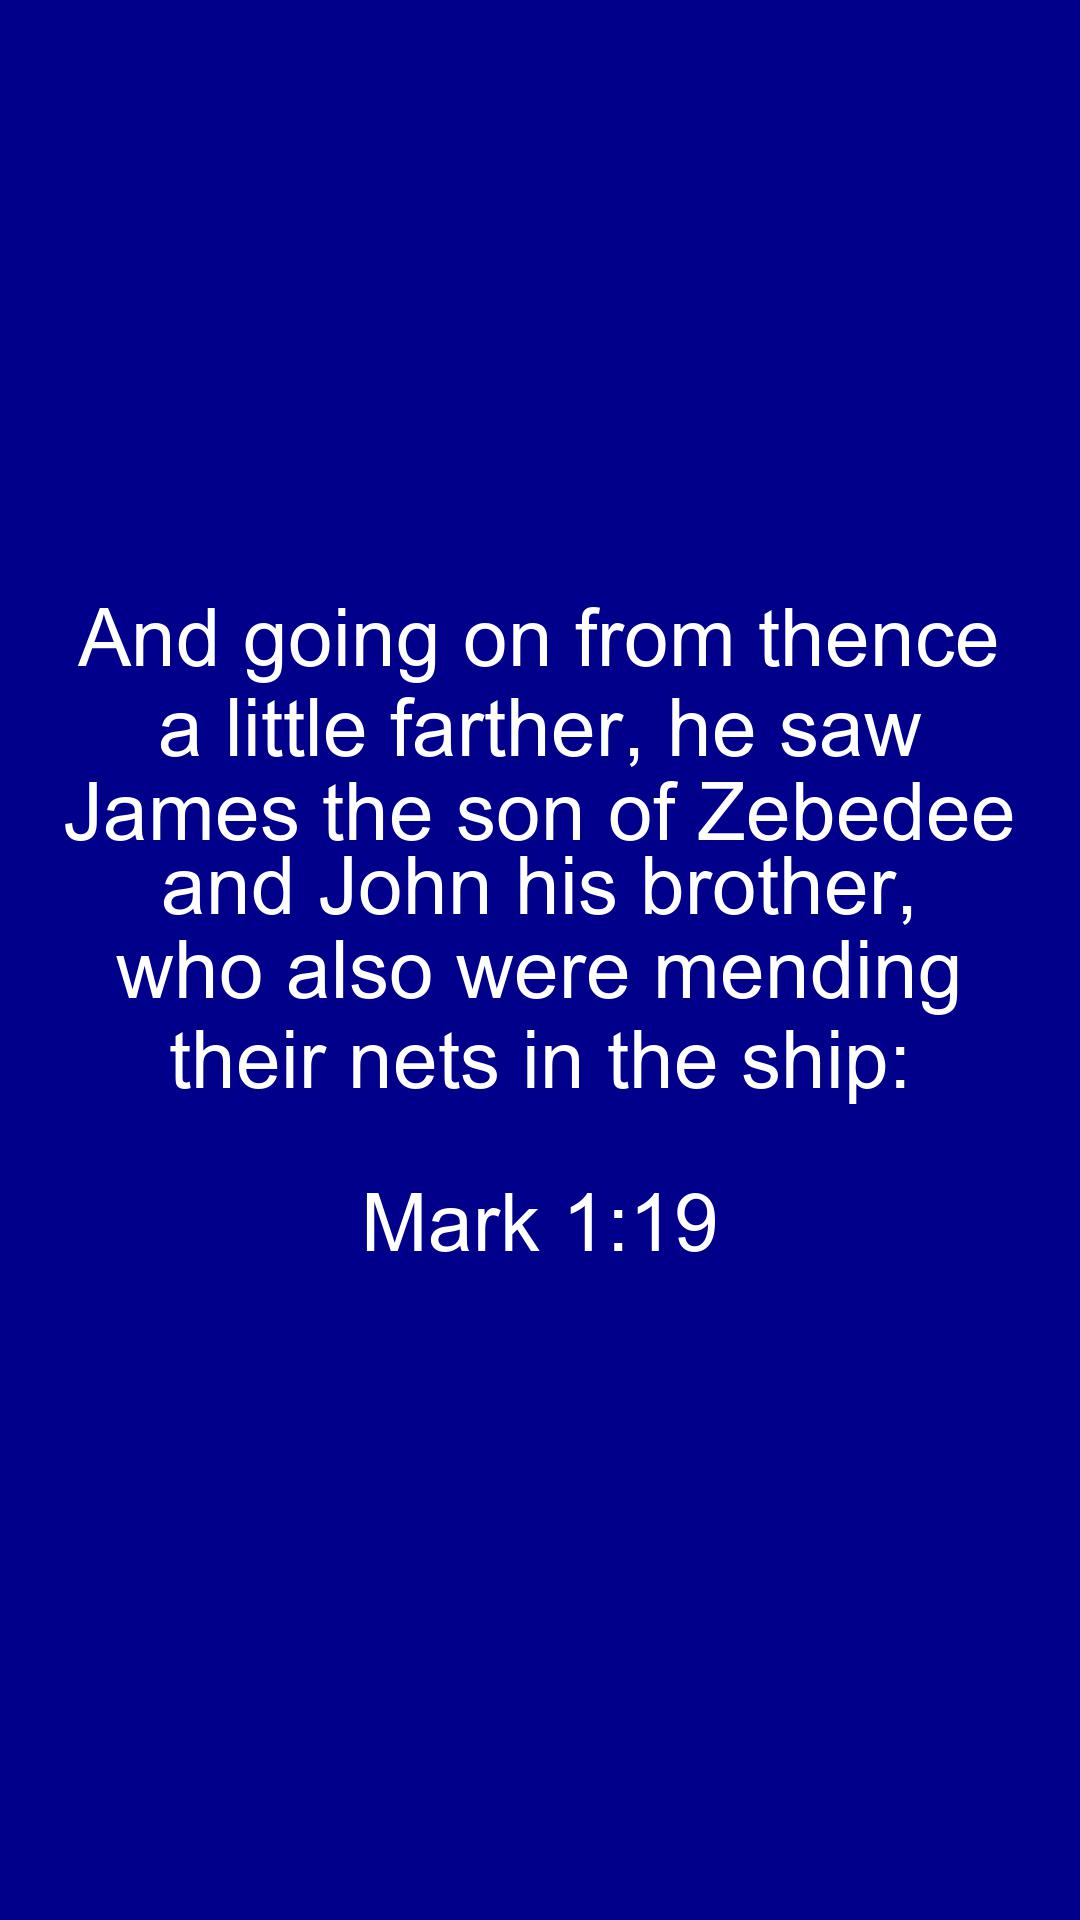 And going on from thence
a little farther, he saw
James the son of Zebedee
and John his brother,
who also were mending
their nets in the ship:
Mark 1:19